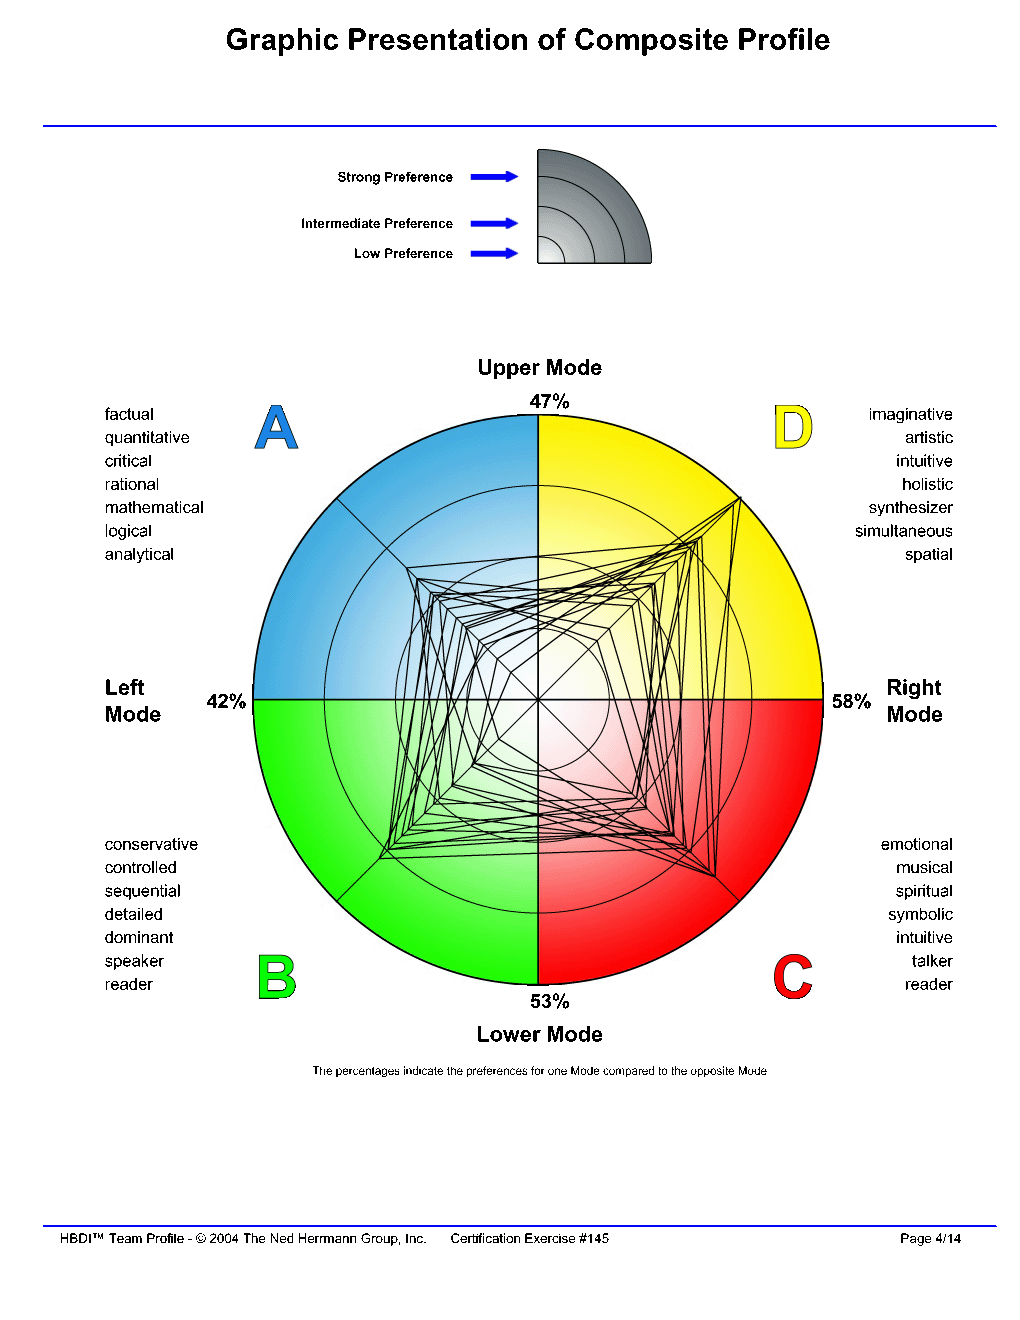 Graphic Presentation of Composite Profile
Strong Preference
Intermediate Preference
Low Preference
Upper Mode
47%
A
D
factual
quantitative
critical
rational
mathematical
logical
analytical
imaginative
artistic
intuitive
holistic
synthesizer
simultaneous
spatial
Left
Mode
42%
58%
Right
Mode
conservative
controlled
sequential
detailed
dominant
speaker
reader
emotional
musical
spiritual
symbolic
intuitive
talker
reader
B
C
53%
Lower Mode
The percentages indicate the preferences for one Mode compared to the opposite Mode
HBDI™ Team Profile - © 2004 The Ned Herrmann Group, Inc. Certification Exercise #145 Page 4/14